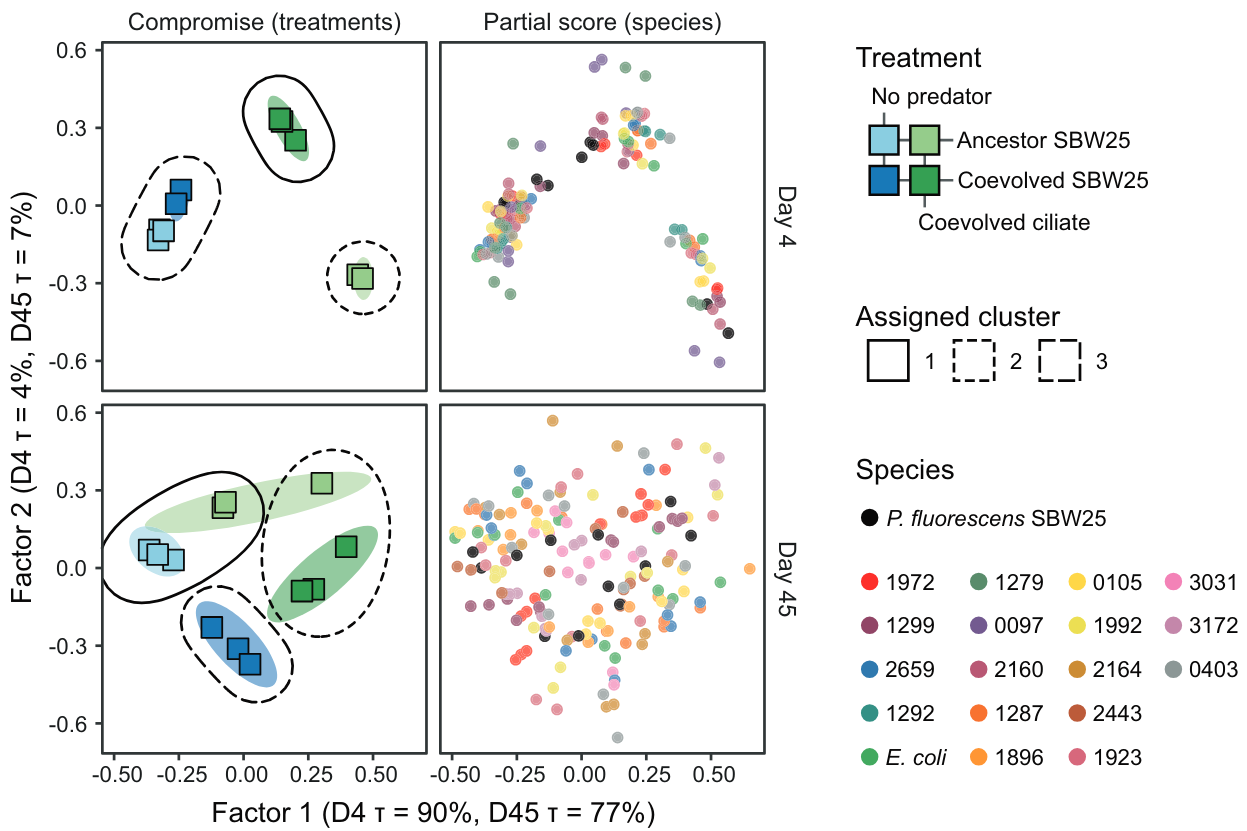 Compromise (treatments)
Partial score (species)
0.6
0.3
0.0
-0.3
-0.6
Day 4
0.6
0.3
0.0
-0.3
-0.6
Day 45
-0.50 -0.25 0.00 0.25 0.50
-0.50 -0.25 0.00 0.25 0.50
Factor 1 (D4 τ = 90%, D45 τ = 77%)
Factor 2 (D4 τ = 4%, D45 τ = 7%)
Treatment
No predator
Ancestor SBW25
Coevolved SBW25
Coevolved ciliate
Assigned cluster
1 2 3
Species
P. fluorescens SBW25
1972 1279 0105 3031
1299 0097 1992 3172
2659 2160 2164 0403
1292 1287 2443
E. coli 1896 1923